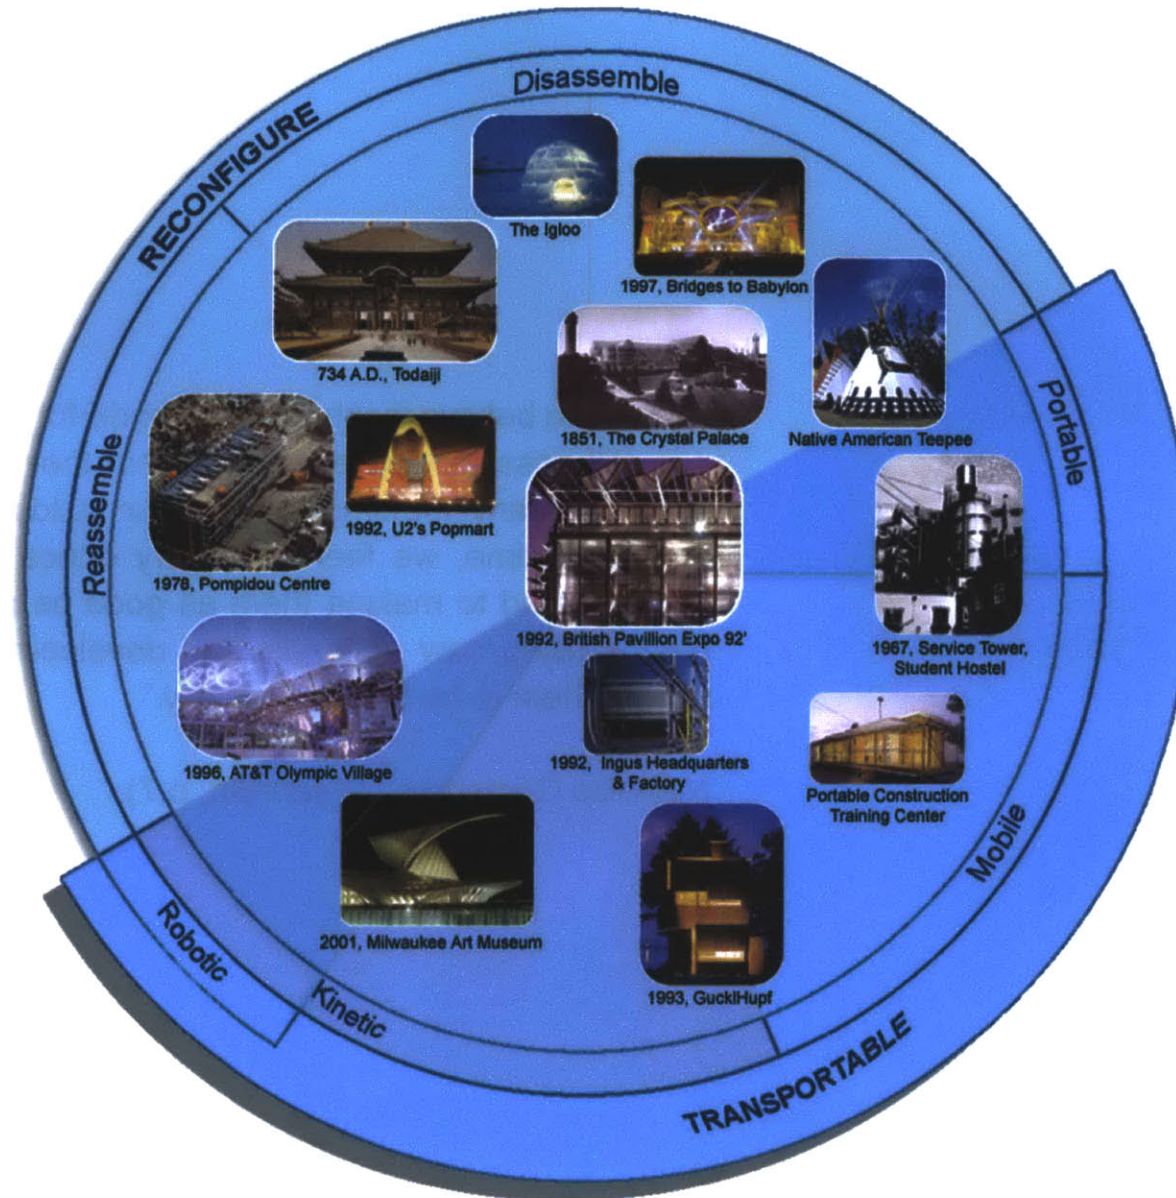 RECONFIGURE
Disassemble
The Igloo
1997, Bridges to Babylon
734 A.D., Todaiji
1851, The Crystal Palace
Native American Teepee
Portable
Reassemble
1992, U2's Popmart
1978, Pompidou Centre
1992, British Pavillion Expo 92'
1967, Service Tower,
Student Hostel
1996, AT&T Olympic Village
1992, Ingus Headquarters
& Factory
Portable Construction
Training Center
Mobile
2001, Milwaukee Art Museum
1993, GucklHupf
Robotic
Kinetic
TRANSPORTABLE